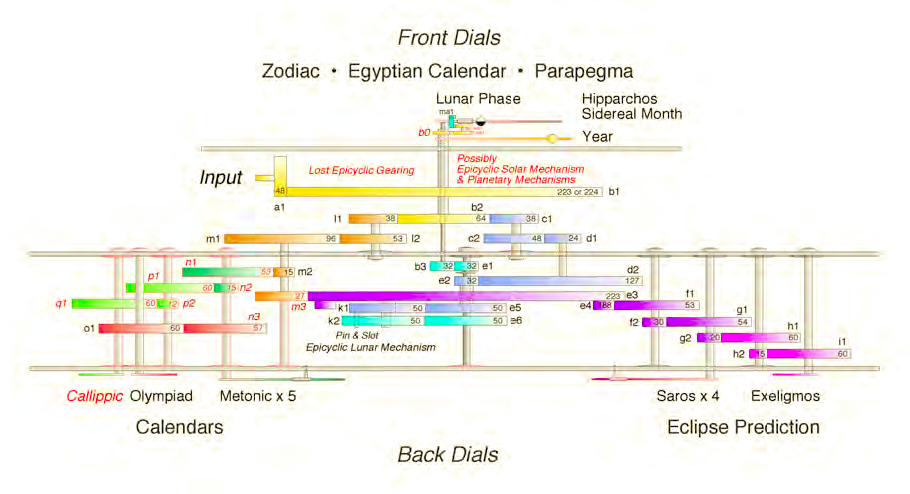 Front Dials
Zodiac • Egyptian Calendar • Parapegma
Lunar Phase
Hipparchos
Sidereal Month
ma1
b0
Year
Possibly
Epicyclic Solar Mechanism
& Planetary Mechanisms
Lost Epicyclic Gearing
Input
48
223 or 224
b1
a1
b2
l1
38
64
38
c1
m1
96
53
l2
c2
48
24
d1
n1
53
15
m2
b3
32
32
e1
p1
60
15
n2
e2
32
127
d2
q1
60
12
p2
27
m3
223
e3
f1
k1
50
50
e5
e4
188
53
n3
k2
50
50
e6
f2
30
54
g1
o1
60
57
Pin & Slot
Epicyclic Lunar Mechanism
g2
20
60
h1
h2
15
60
i1
Callippic
Olympiad
Metonic x 5
Saros x 4
Exeligmos
Calendars
Eclipse Prediction
Back Dials